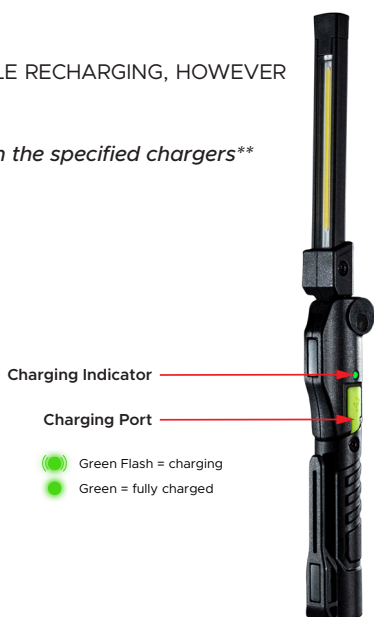 LE RECHARGING, HOWEVER
n the specified chargers**
Charging Indicator
Charging Port
Green Flash = charging
Green = fully charged